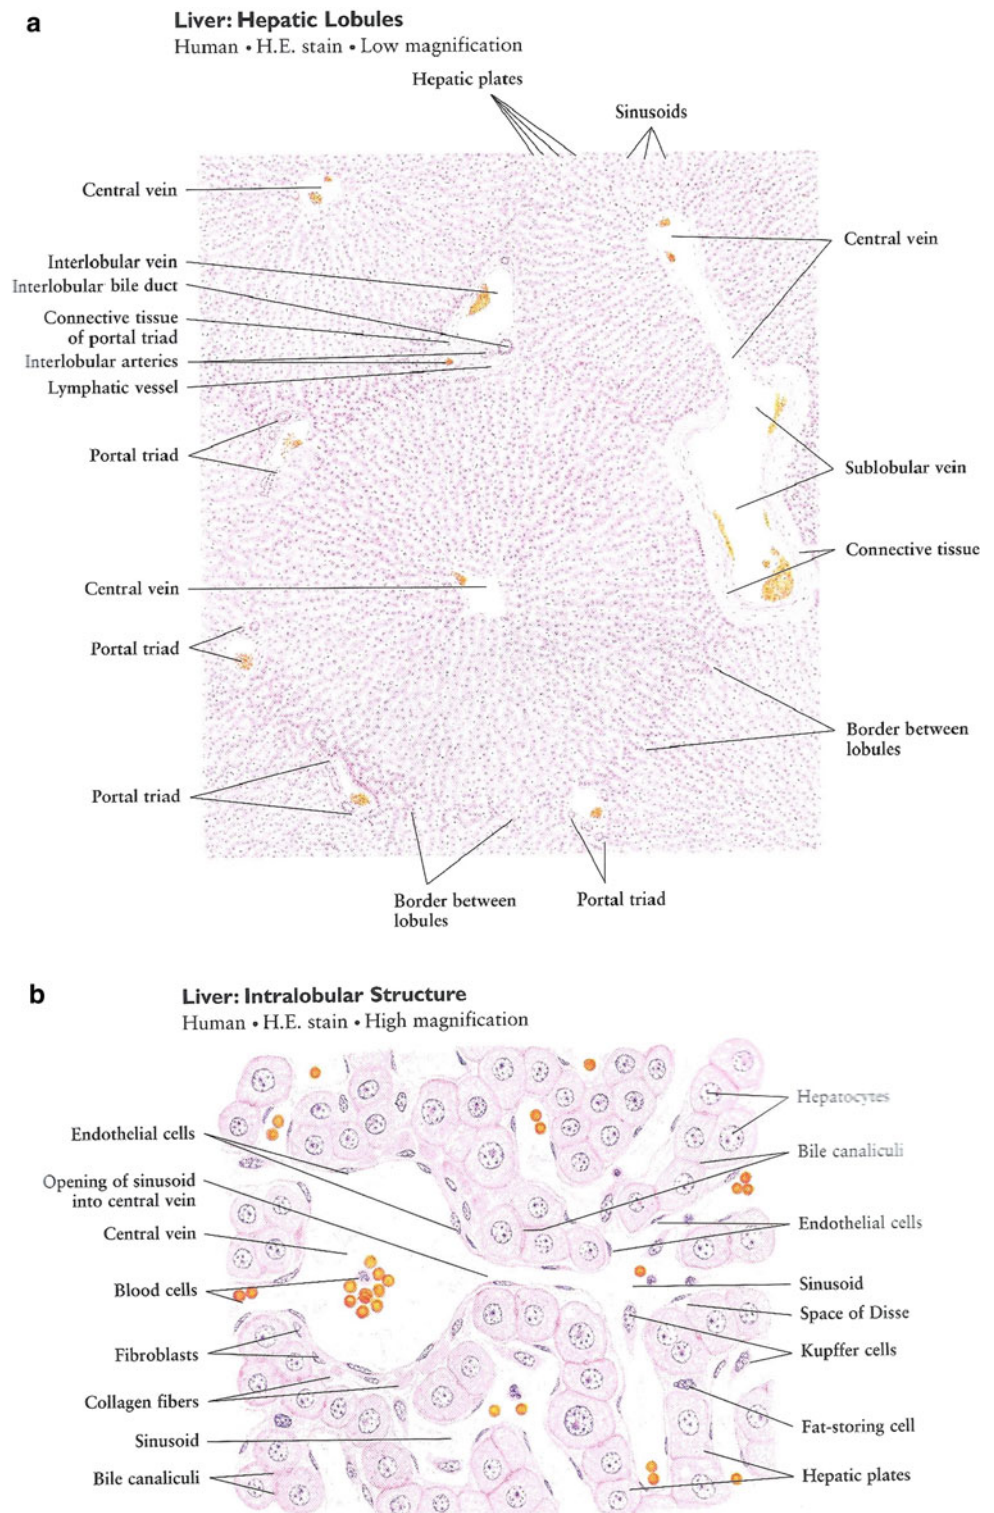 a
Liver: Hepatic Lobules
Human • H.E. stain • Low magnification
Hepatic plates
Sinusoids
Central vein
Interlobular vein
Interlobular bile duct
Connective tissue
of portal triad
Interlobular arteries
Lymphatic vessel
Portal triad
Central vein
Portal triad
Portal triad
Central vein
Sublobular vein
Connective tissue
Border between
lobules
Border between
lobules
Portal triad
b
Liver: Intralobular Structure
Human • H.E. stain • High magnification
Endothelial cells
Opening of sinusoid
into central vein
Central vein
Blood cells
Fibroblasts
Collagen fibers
Sinusoid
Bile canaliculi
Hepatocytes
Bile canaliculi
Endothelial cells
Sinusoid
Space of Disse
Kupffer cells
Fat-storing cell
Hepatic plates